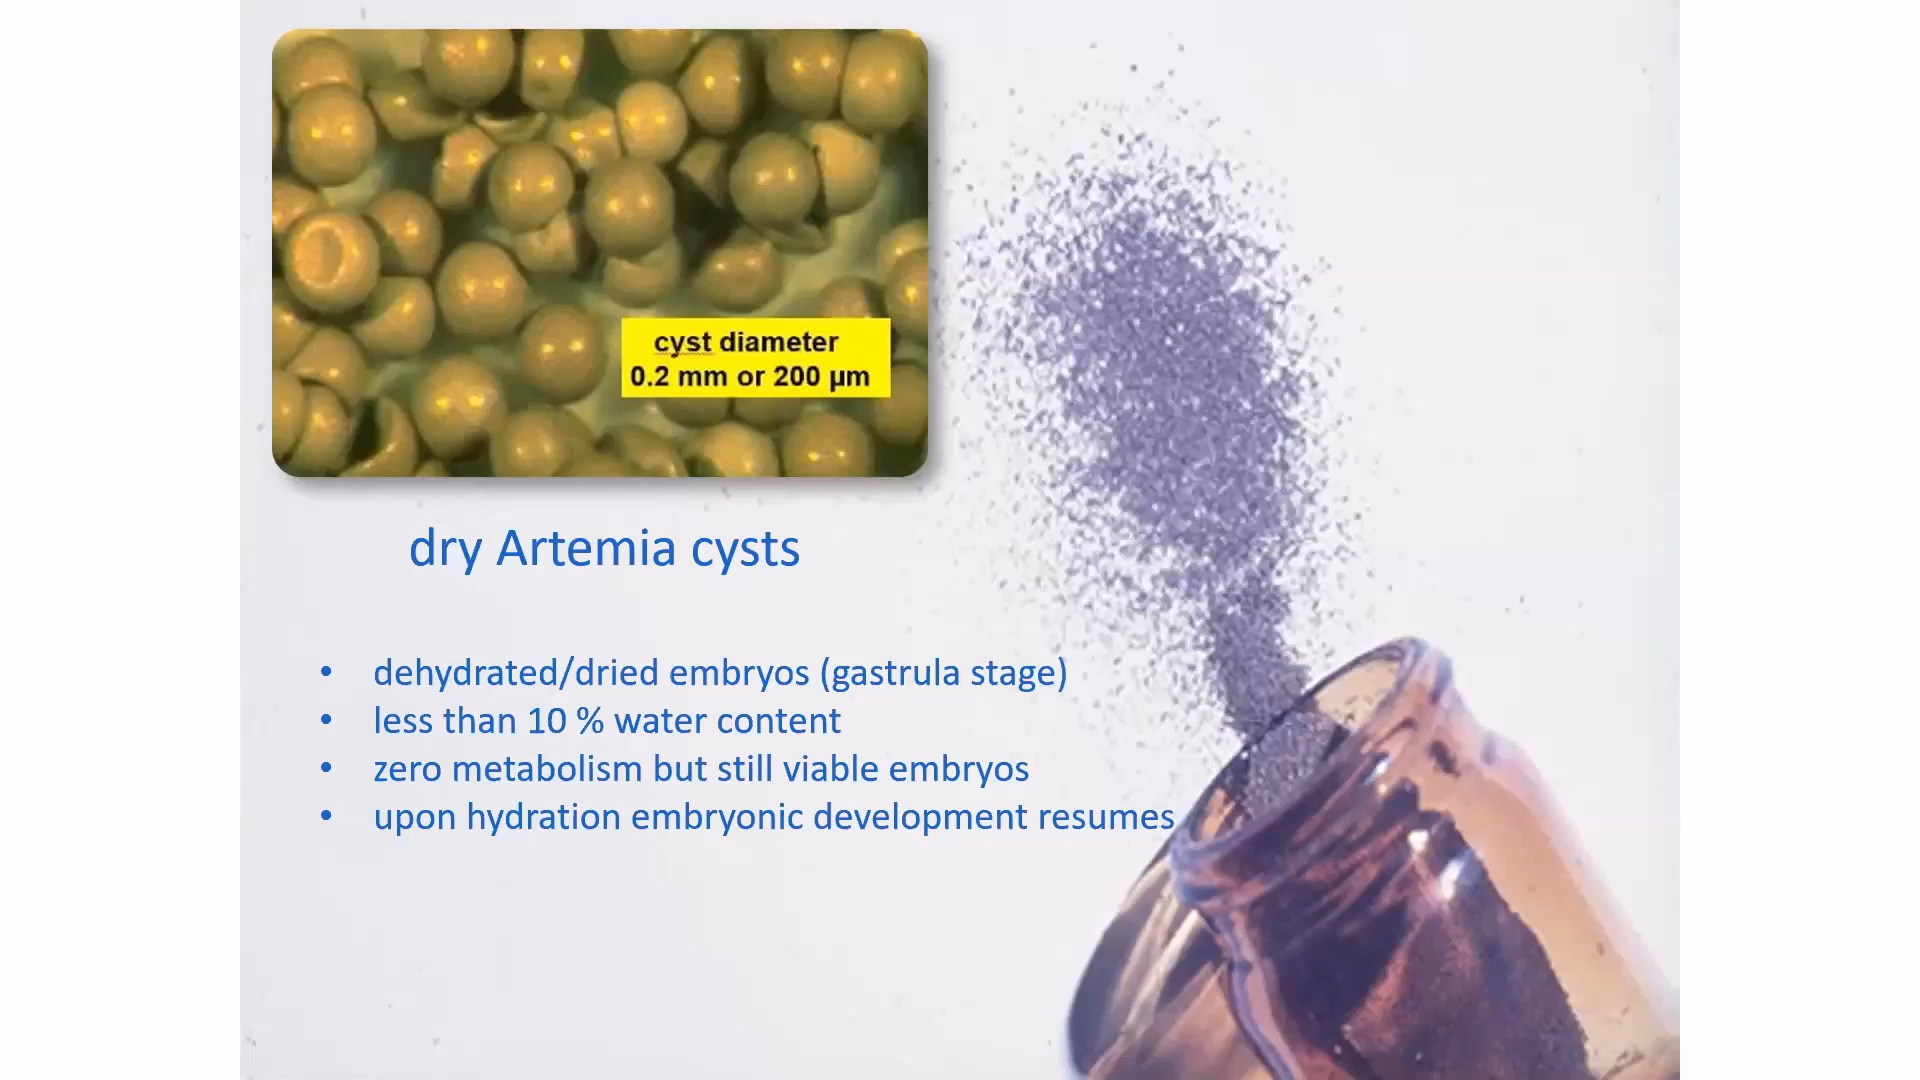 cyst diameter
0.2 mm or 200 µm
dry Artemia cysts
• dehydrated/dried embryos (gastrula stage)
• less than 10 % water content
• zero metabolism but still viable embryos
• upon hydration embryonic development resumes